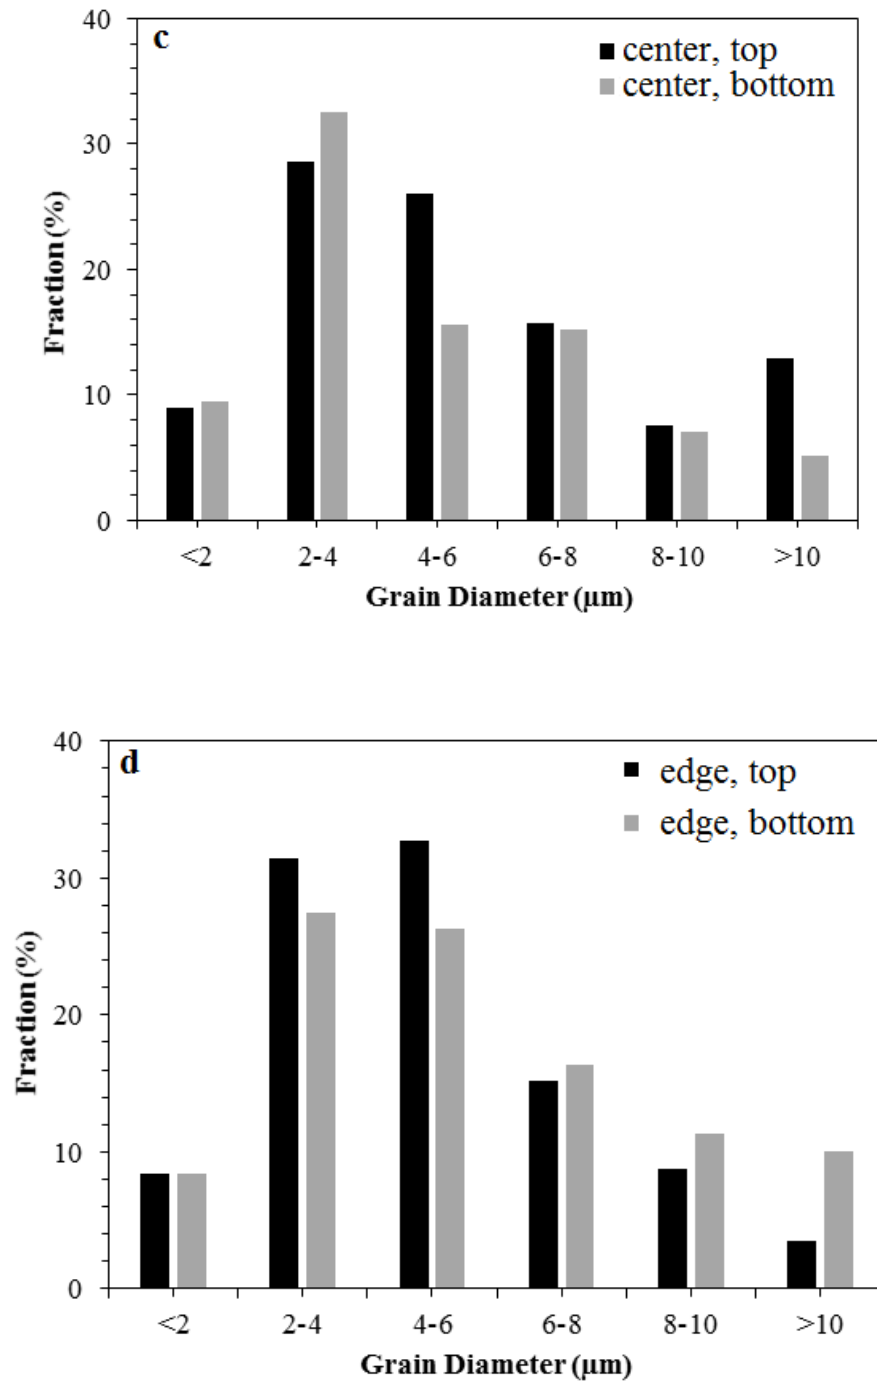 c
center, top
center, bottom
40
30
20
10
0
Fraction (%)
<2 2-4 4-6 6-8 8-10 >10
Grain Diameter (µm)
d
edge, top
edge, bottom
40
30
20
10
0
Fraction (%)
<2 2-4 4-6 6-8 8-10 >10
Grain Diameter (µm)